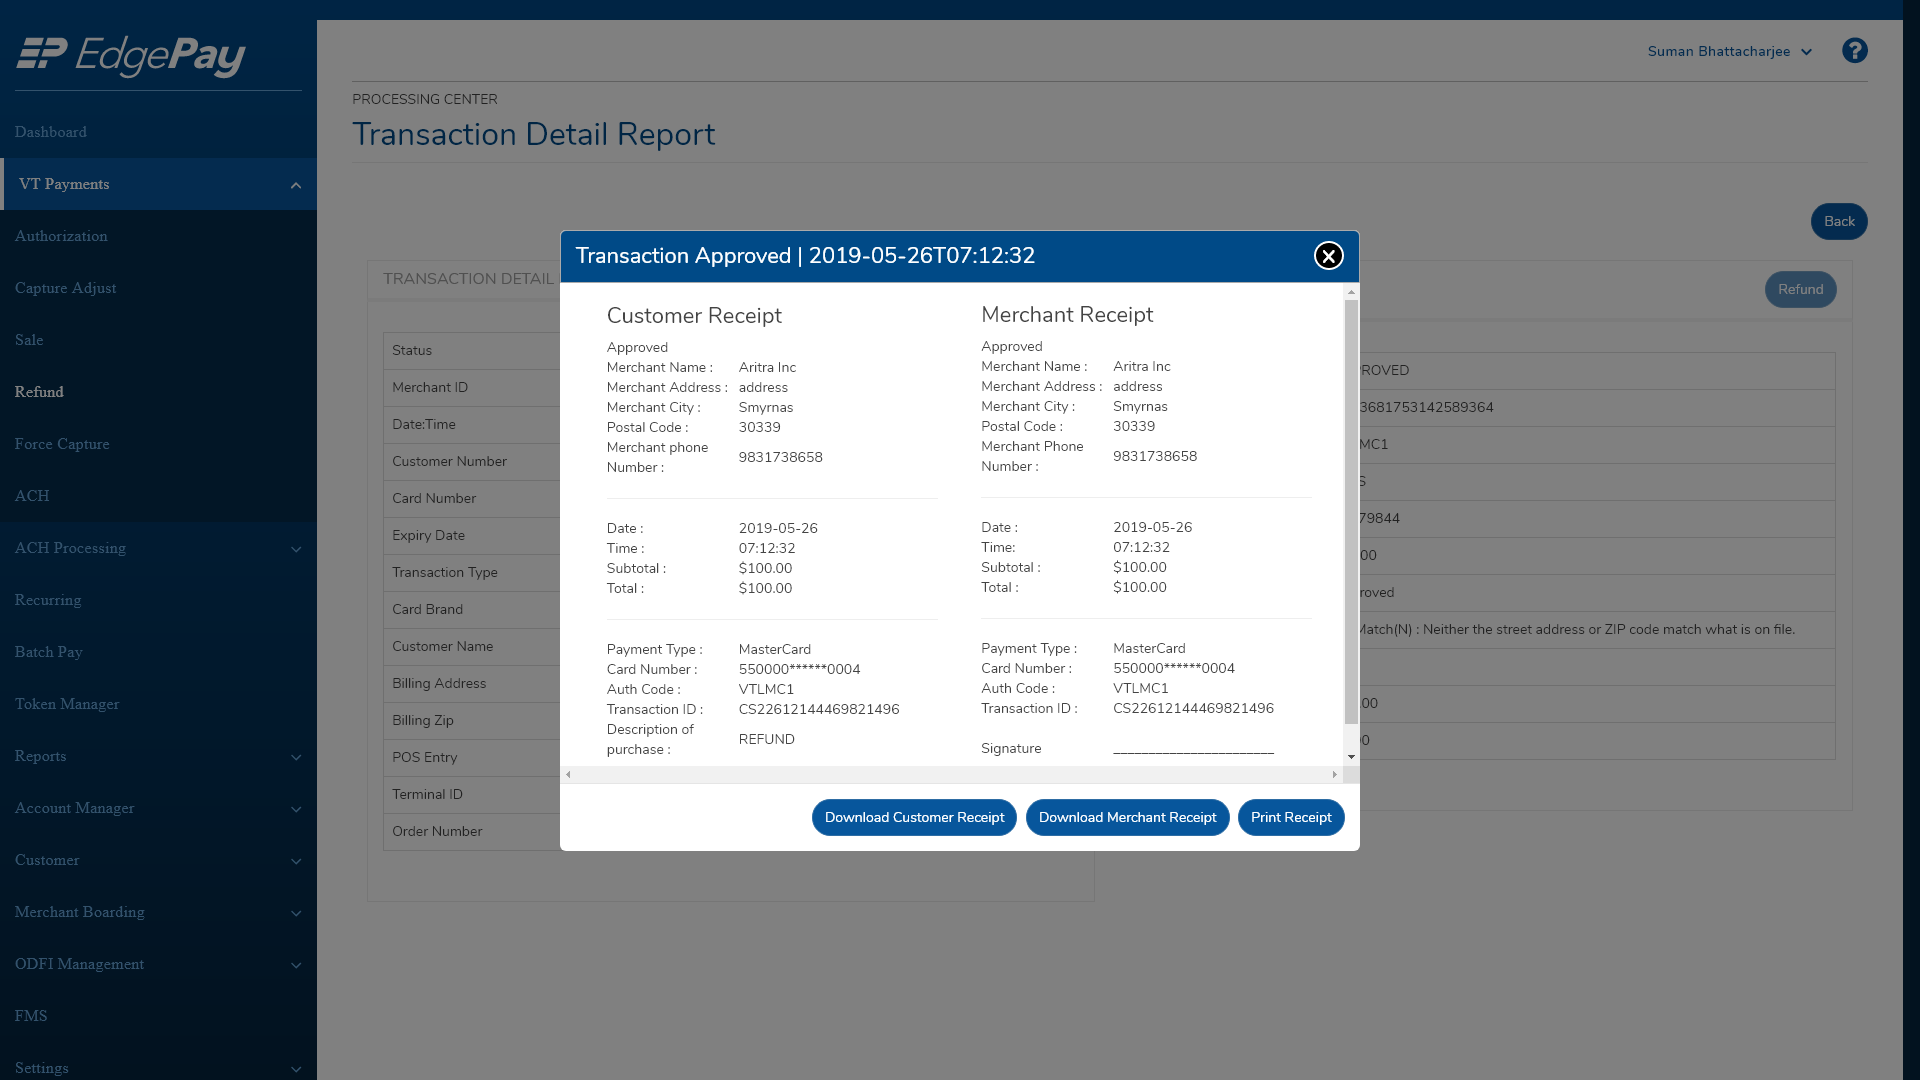 EdgePay
Suman Bhattacharjee
?
PROCESSING CENTER
Transaction Detail Report
Dashboard
VT Payments
Authorization
Capture Adjust
Sale
Refund
Force Capture
ACH
ACH Processing
Recurring
Batch Pay
Token Manager
Reports
Account Manager
Customer
Merchant Boarding
ODFI Management
FMS
Settings
Back
TRANSACTION DETAIL
Refund
Status
Merchant ID
Date:Time
Customer Number
Card Number
Expiry Date
Transaction Type
Card Brand
Customer Name
Billing Address
Billing Zip
POS Entry
Terminal ID
Order Number
Transaction Approved | 2019-05-26T07:12:32
Customer Receipt
Approved
Merchant Name : Aritra Inc
Merchant Address : address
Merchant City : Smyrnas
Postal Code : 30339
Merchant phone
Number : 9831738658
Date : 2019-05-26
Time : 07:12:32
Subtotal : $100.00
Total : $100.00
Payment Type : MasterCard
Card Number : 550000******0004
Auth Code : VTLMC1
Transaction ID : CS22612144469821496
Description of
purchase : REFUND
Merchant Receipt
Approved
Merchant Name : Aritra Inc
Merchant Address : address
Merchant City : Smyrnas
Postal Code : 30339
Merchant Phone
Number : 9831738658
Date : 2019-05-26
Time: 07:12:32
Subtotal : $100.00
Total : $100.00
Payment Type : MasterCard
Card Number : 550000******0004
Auth Code : VTLMC1
Transaction ID : CS22612144469821496
Signature _______________________
Download Customer Receipt
Download Merchant Receipt
Print Receipt
PROVED
3681753142589364
MC1
S
79844
00
roved
Match(N) : Neither the street address or ZIP code match what is on file.
.00
0